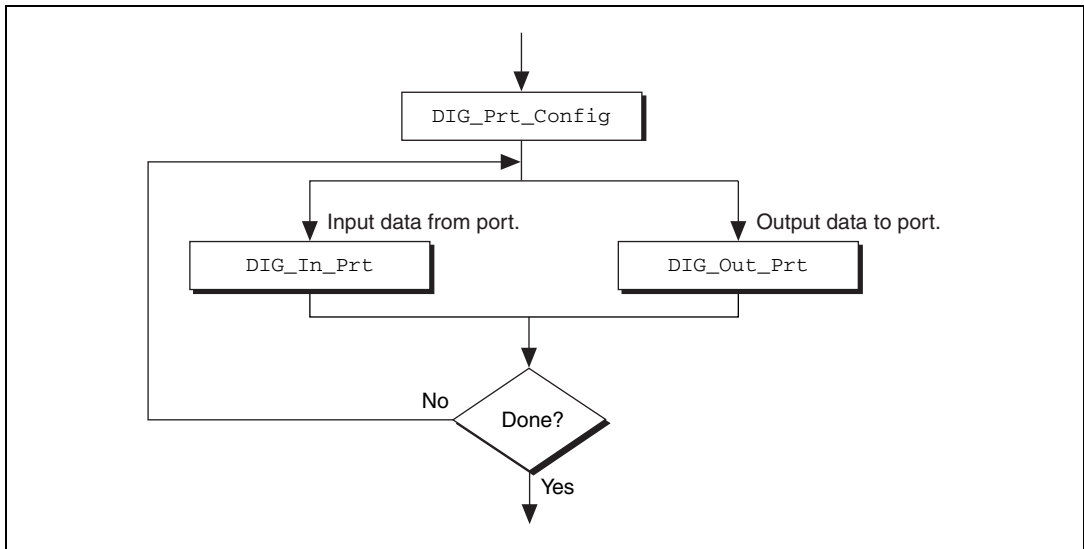 DIG_Prt_Config
Input data from port.
Output data to port.
DIG_In_Prt
DIG_Out_Prt
No
Done?
Yes